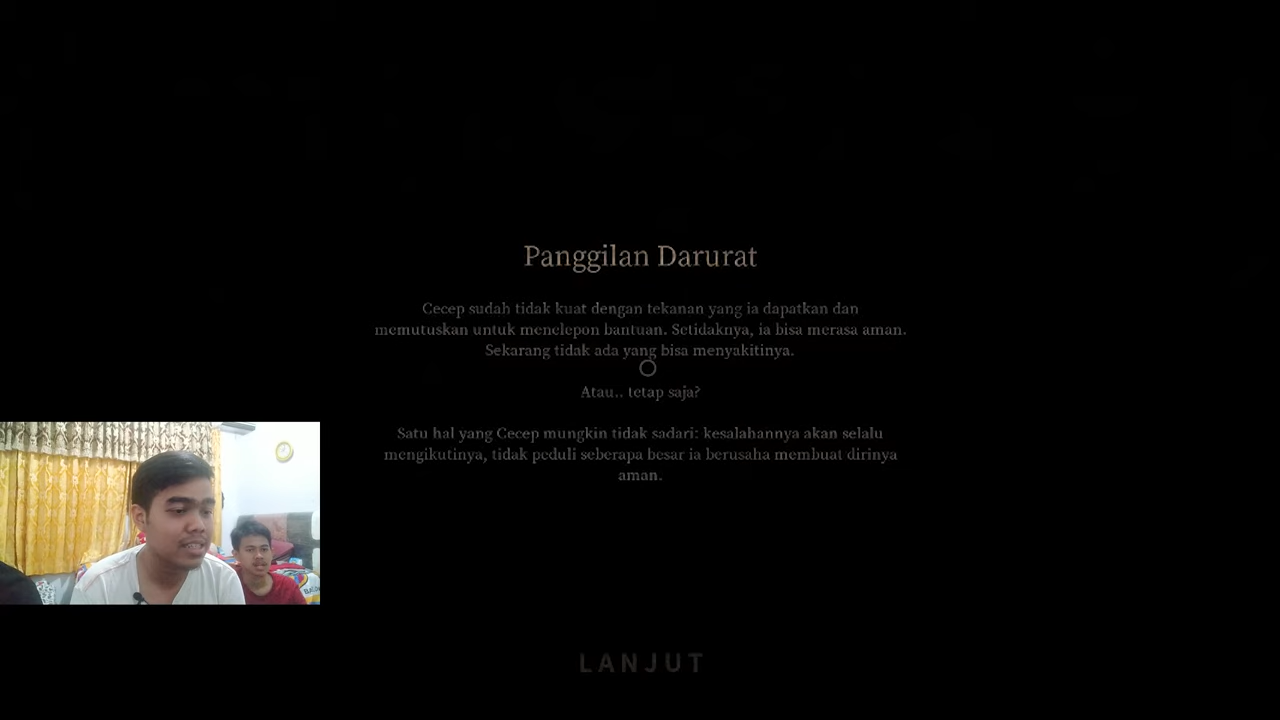 Panggilan Darurat
Cecep sudah tidak kuat dengan tekanan yang ia dapatkan dan
memutuskan untuk menelepon bantuan. Setidaknya, ia bisa merasa aman.
Sekarang tidak ada yang bisa menyakitinya.
Atau.. tetap saja?
Satu hal yang Cecep mungkin tidak sadari: kesalahannya akan selalu
mengikutinya, tidak peduli seberapa besar ia berusaha membuat dirinya
aman.
LANJUT